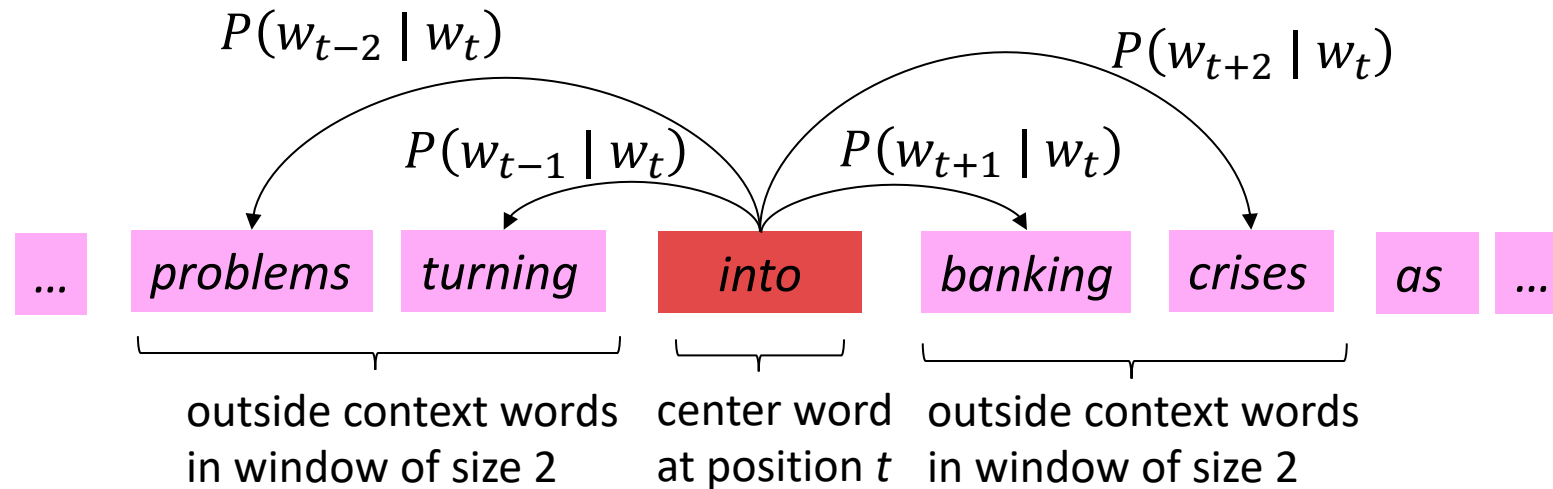 P(w_{t−2} | w_t)
P(w_{t+2} | w_t)
P(w_{t−1} | w_t)
P(w_{t+1} | w_t)
... problems turning into banking crises as ...
outside context words
in window of size 2
center word
at position t
outside context words
in window of size 2